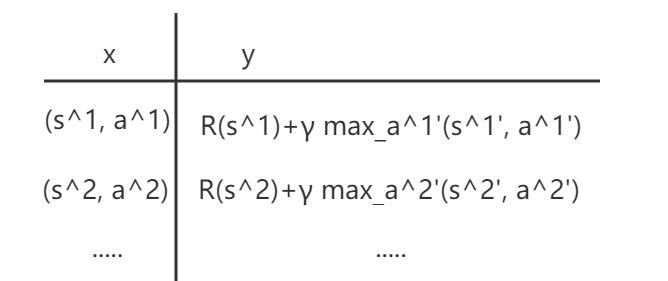 x y
(s^1, a^1) R(s^1)+γ max_a^1'(s^1', a^1')
(s^2, a^2) R(s^2)+γ max_a^2'(s^2', a^2')
..... .....